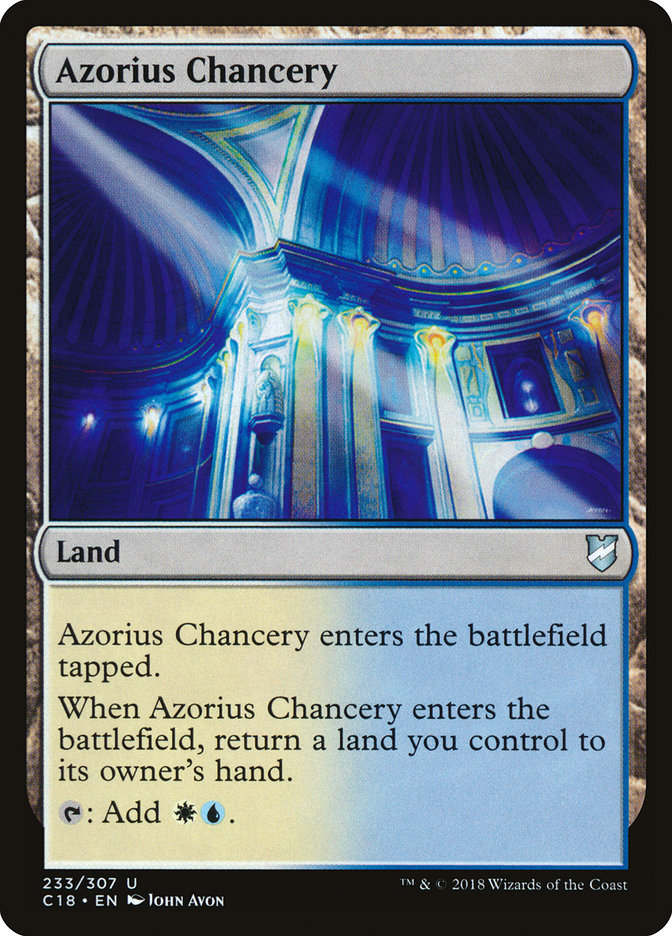 Azorius Chancery
AVON
Land
Azorius Chancery enters the battlefield
tapped.
When Azorius Chancery enters the
battlefield, return a land you control to
its owner's hand.
: Add .
233/307 U
C18 • EN John Avon
™ & © 2018 Wizards of the Coast